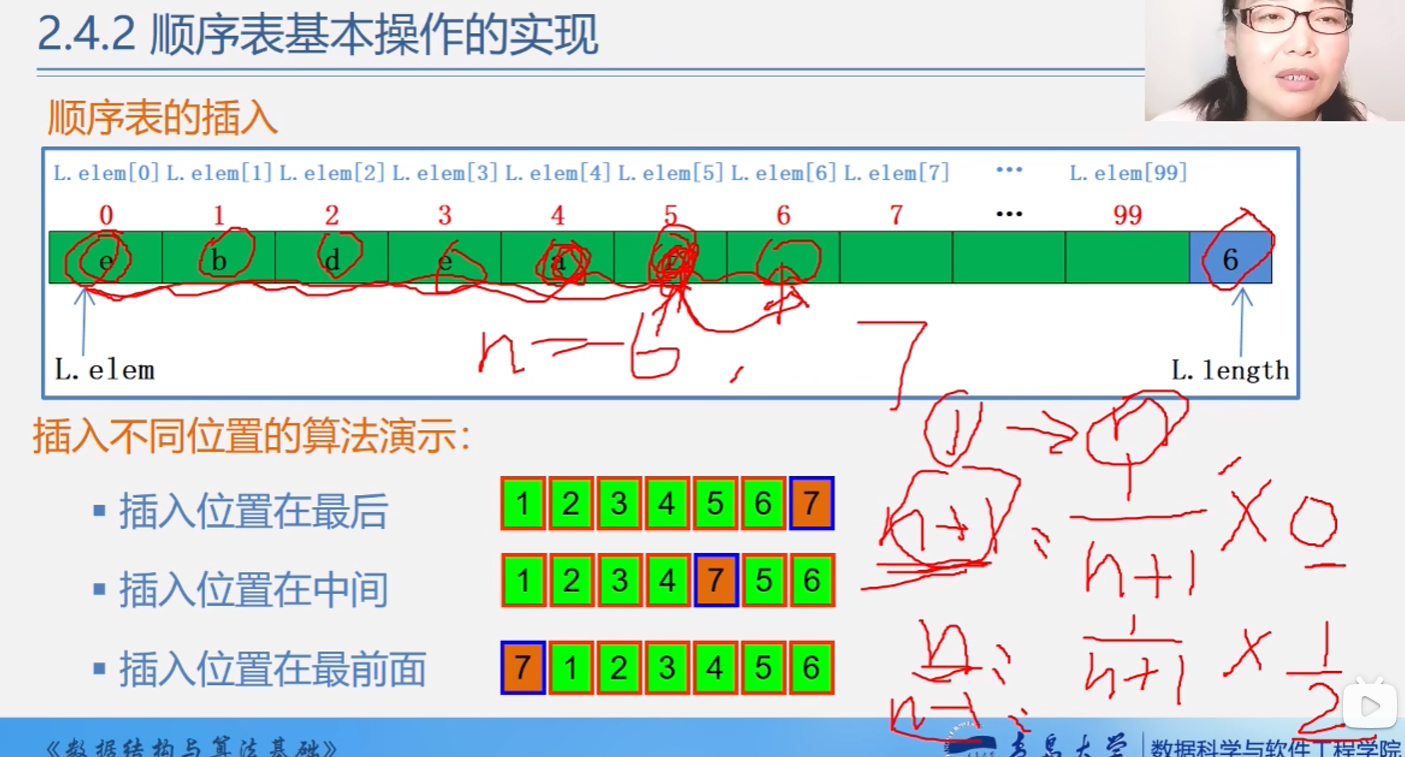 2.4.2 顺序表基本操作的实现
顺序表的插入
L.elem[0] L.elem[1] L.elem[2] L.elem[3] L.elem[4] L.elem[5] L.elem[6] L.elem[7] ... L.elem[99]
0 1 2 3 4 5 6 7 ... 99
e b d e a 6
n=6, 7
L.elem L.length
1 → n
插入不同位置的算法演示:
▪ 插入位置在最后 1 2 3 4 5 6 7
n+1: 1/n+1 × 0
▪ 插入位置在中间 1 2 3 4 7 5 6
n: 1/n+1 × 1
▪ 插入位置在最前面 7 1 2 3 4 5 6
n-1: 2
《数据结构与算法基础》 青岛大学 数据科学与软件工程学院